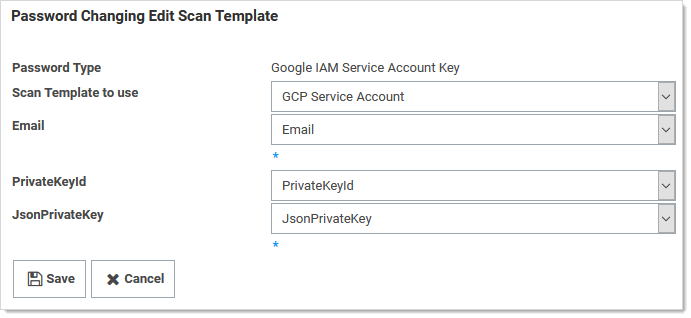 Password Changing Edit Scan Template
Password Type Google IAM Service Account Key
Scan Template to use GCP Service Account
Email Email
*
PrivateKeyId PrivateKeyId
JsonPrivateKey JsonPrivateKey
*
Save Cancel